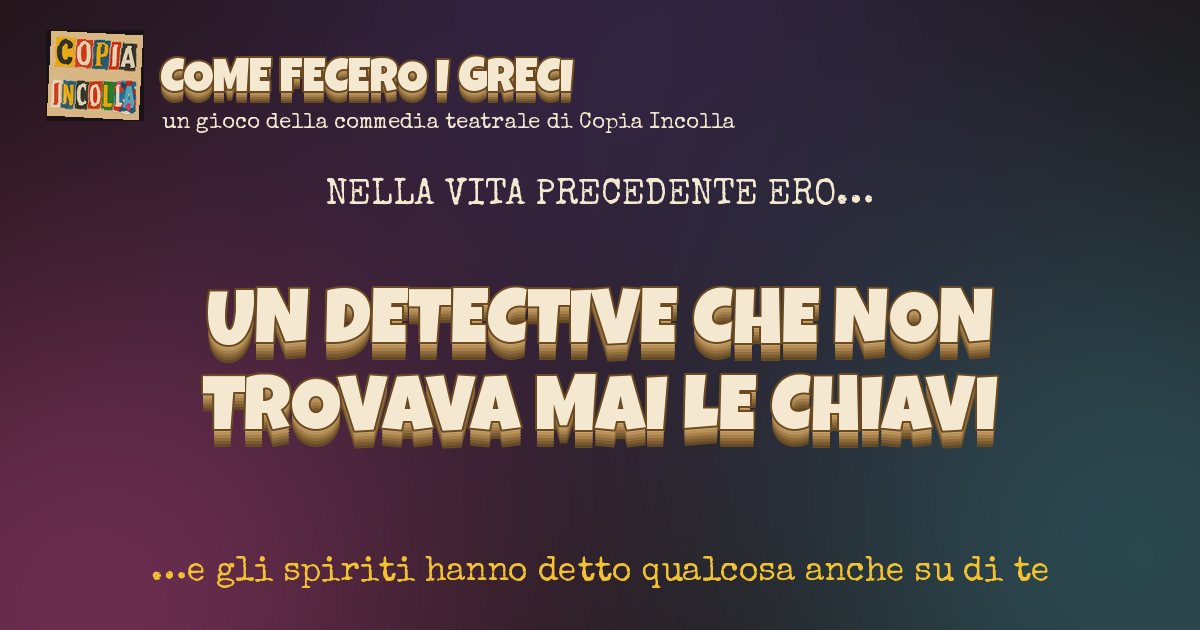 COPIA
INCOLLA
COME FECERO I GRECI
un gioco della commedia teatrale di Copia Incolla
NELLA VITA PRECEDENTE ERO...
UN DETECTIVE CHE NON
TROVAVA MAI LE CHIAVI
...e gli spiriti hanno detto qualcosa anche su di te